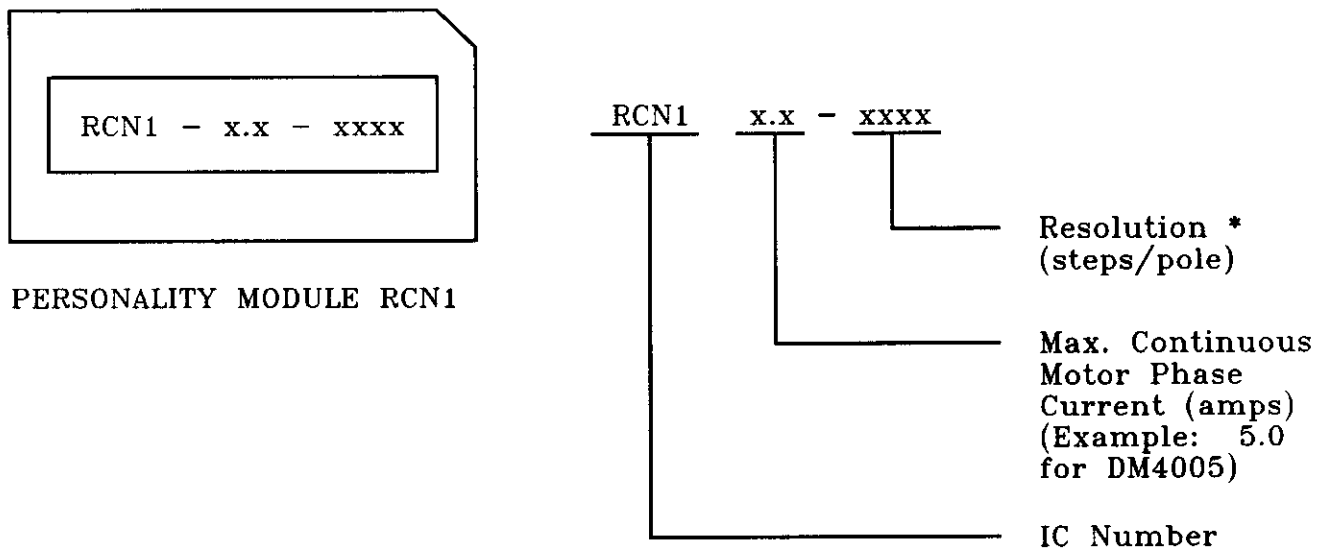 RCN1 - x.x - xxxx
PERSONALITY MODULE RCN1
RCN1 x.x - xxxx
Resolution *
(steps/pole)
Max. Continuous
Motor Phase
Current (amps)
(Example: 5.0
for DM4005)
IC Number